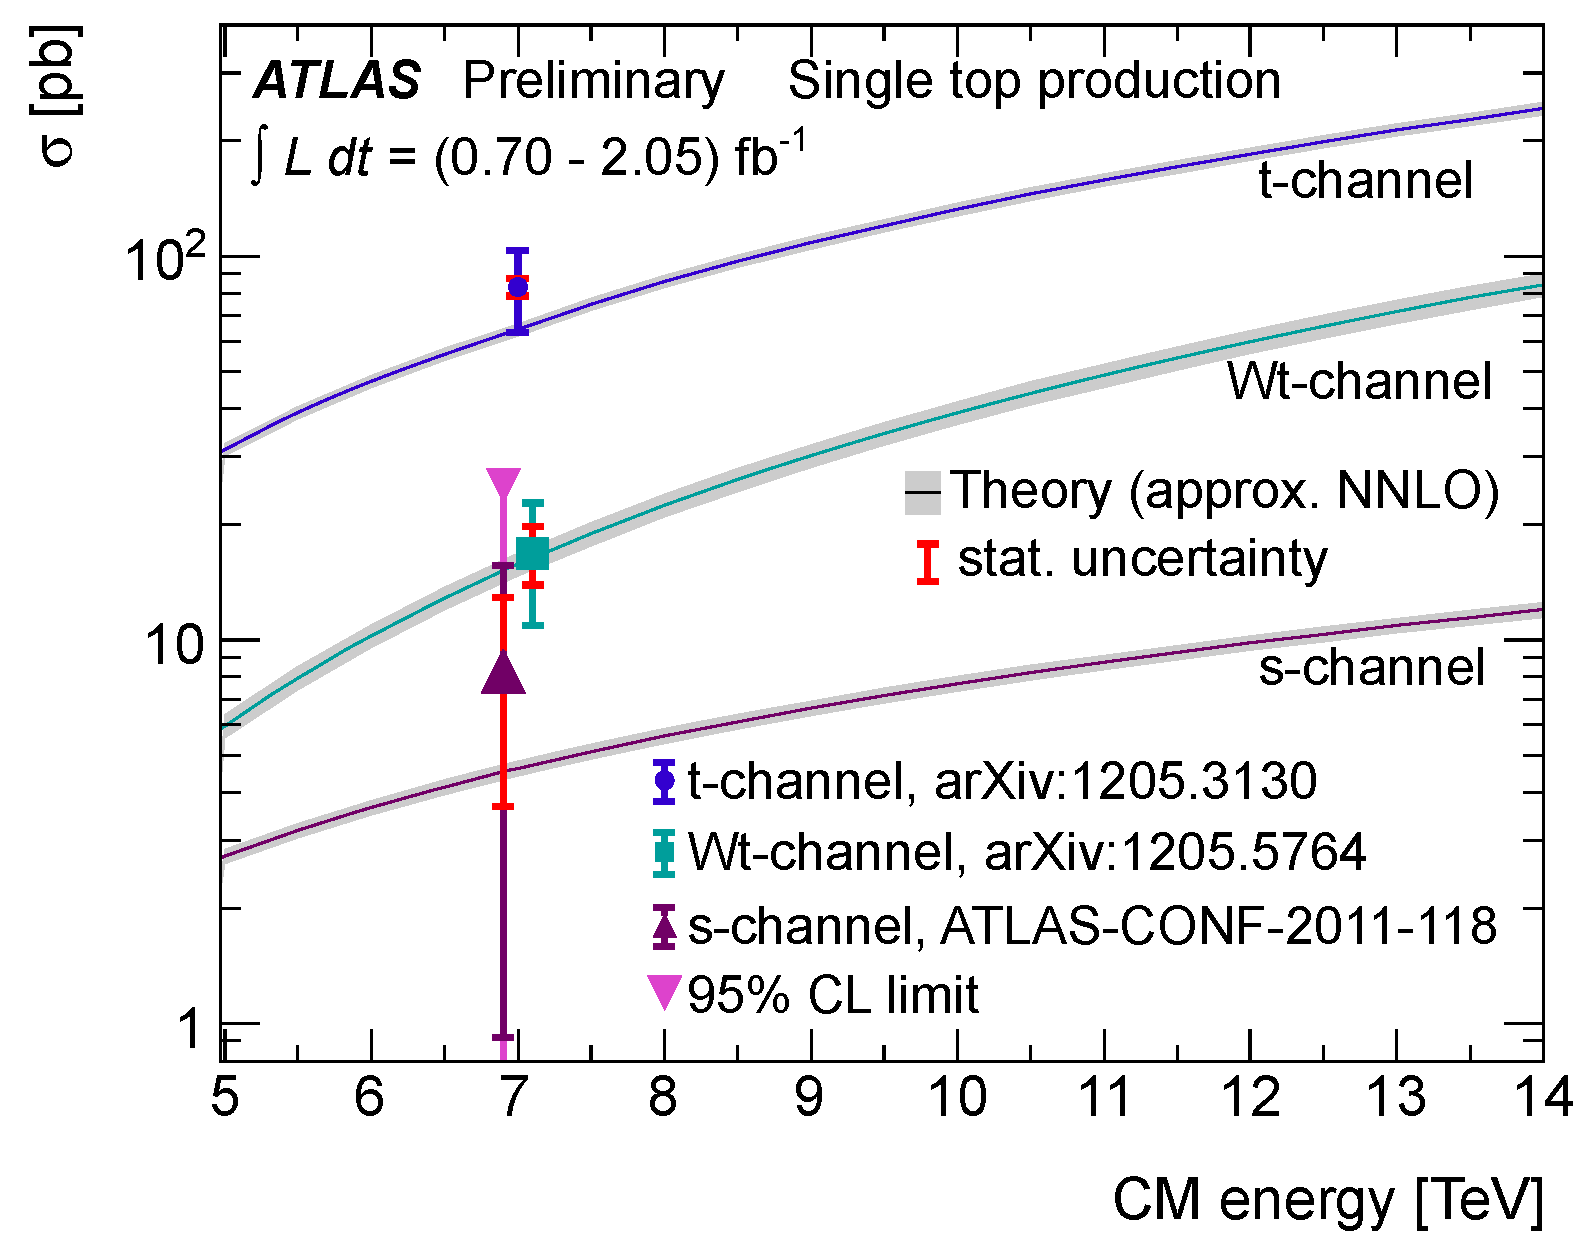 σ [pb]
ATLAS Preliminary Single top production
∫ L dt = (0.70 - 2.05) fb⁻¹
t-channel
10²
Wt-channel
Theory (approx. NNLO)
stat. uncertainty
10
s-channel
t-channel, arXiv:1205.3130
Wt-channel, arXiv:1205.5764
s-channel, ATLAS-CONF-2011-118
95% CL limit
1
5 6 7 8 9 10 11 12 13 14
CM energy [TeV]